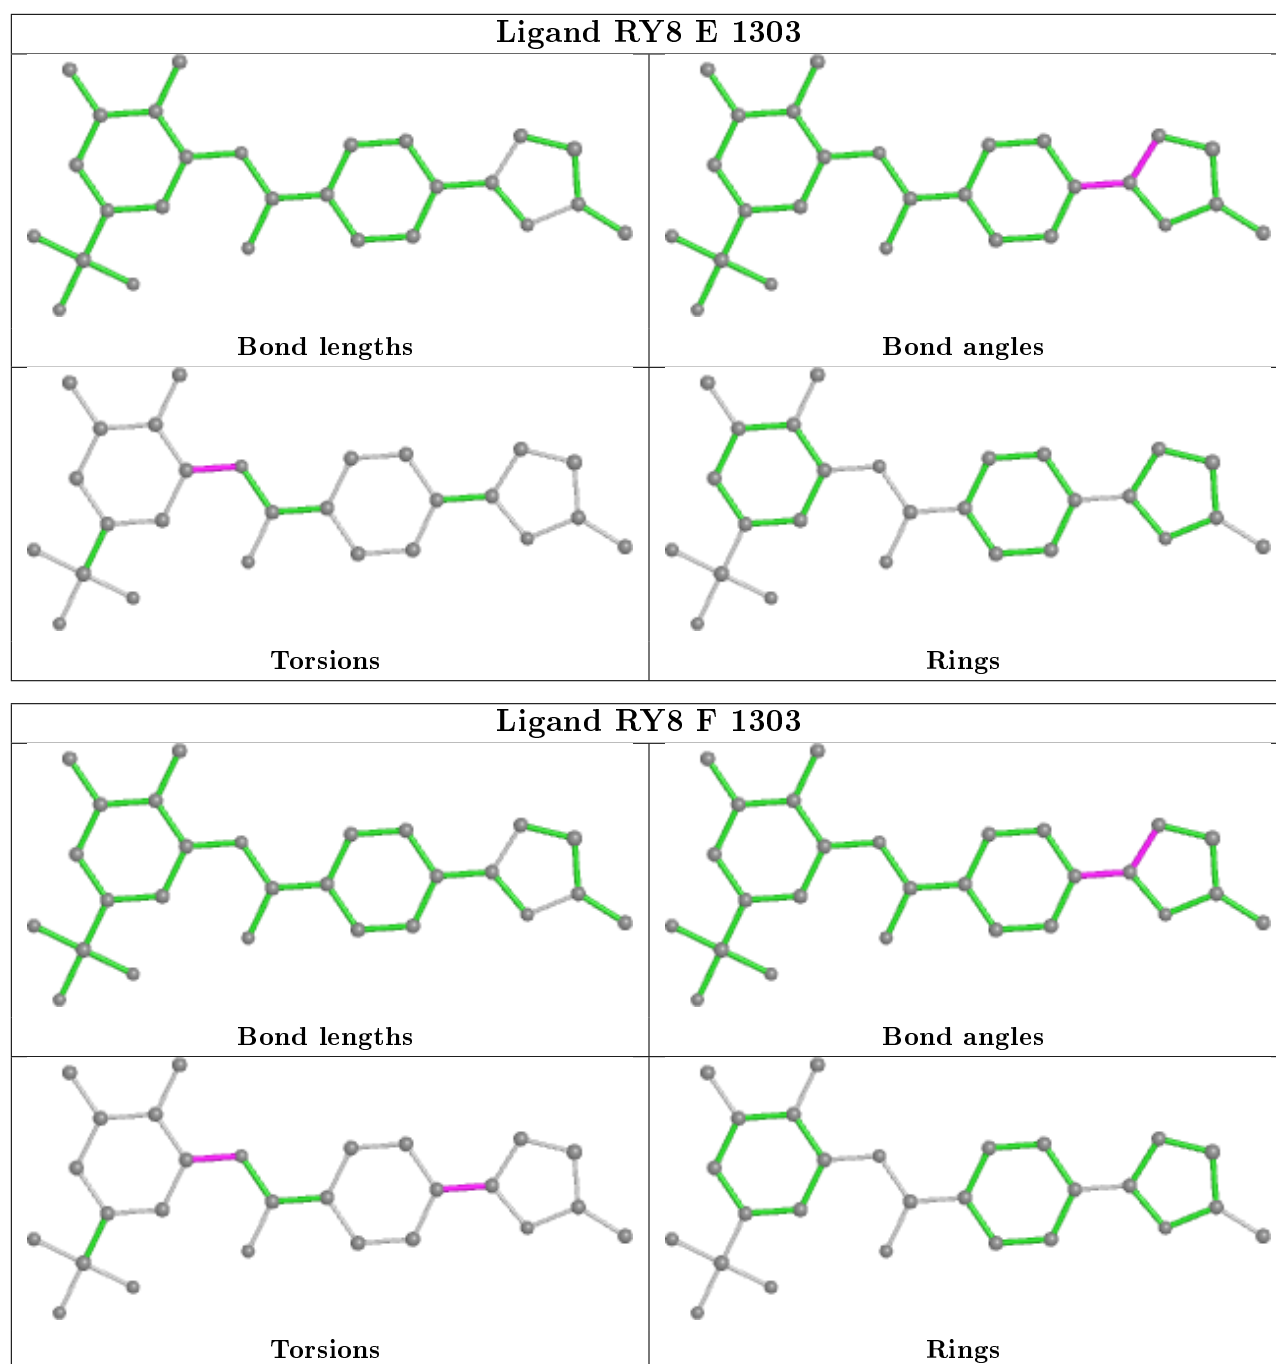 Ligand RY8 E 1303
Bond lengths
Bond angles
Torsions
Rings
Ligand RY8 F 1303
Bond lengths
Bond angles
Torsions
Rings